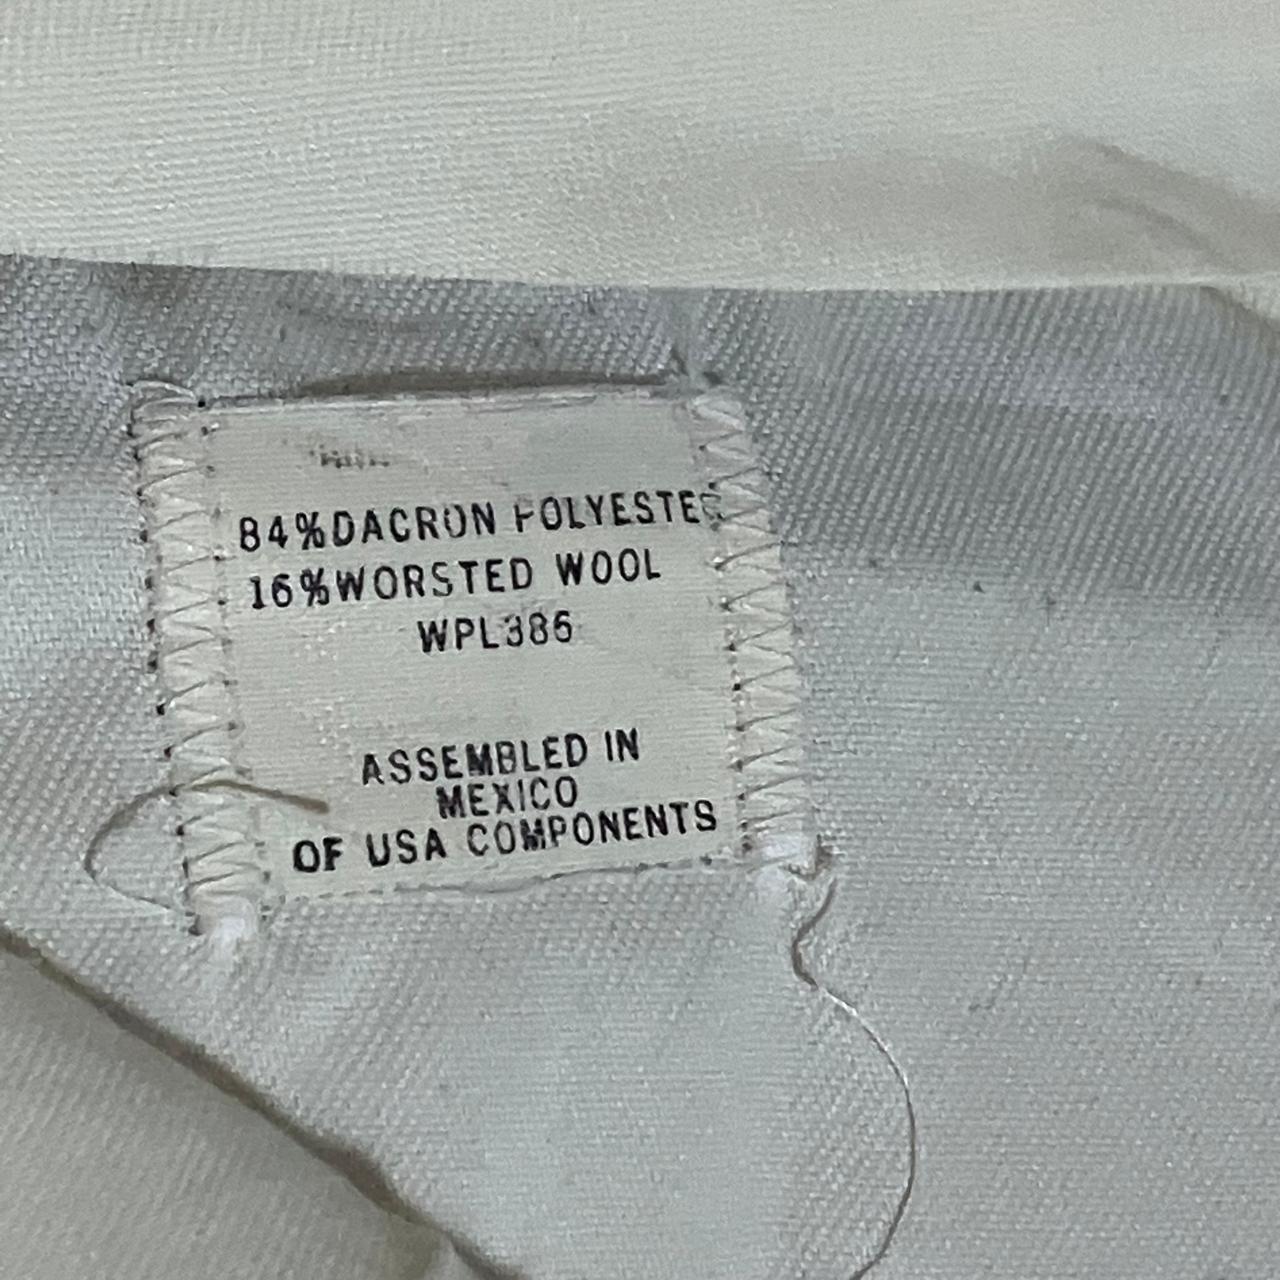 84% DACRON POLYESTER
16% WORSTED WOOL
WPL386
ASSEMBLED IN
MEXICO
OF USA COMPONENTS